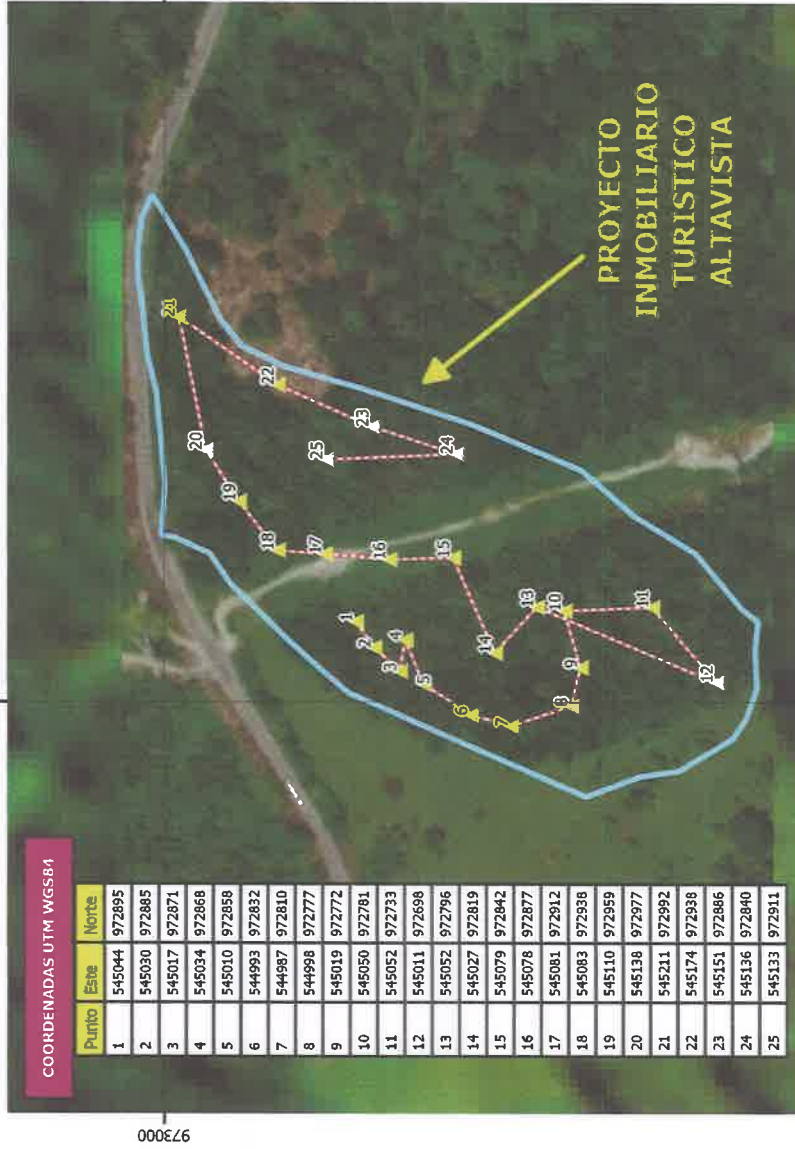 COORDENADAS UTM WGS84
Punto Este Norte
1 545044 972895
2 545030 972885
3 545017 972871
4 545034 972868
5 545010 972858
6 544993 972832
7 544987 972810
8 544998 972777
9 545019 972772
10 545050 972781
11 545052 972733
12 545011 972698
13 545052 972796
14 545027 972819
15 545079 972842
16 545078 972877
17 545081 972912
18 545083 972938
19 545110 972959
20 545138 972977
21 545211 972992
22 545174 972938
23 545151 972886
24 545136 972840
25 545133 972911
PROYECTO
INMOBILIARIO
TURISTICO
ALTAVISTA
1
2
3
4
5
6
7
8
9
10
11
12
13
14
15
16
17
18
19
20
21
22
23
24
25
973000